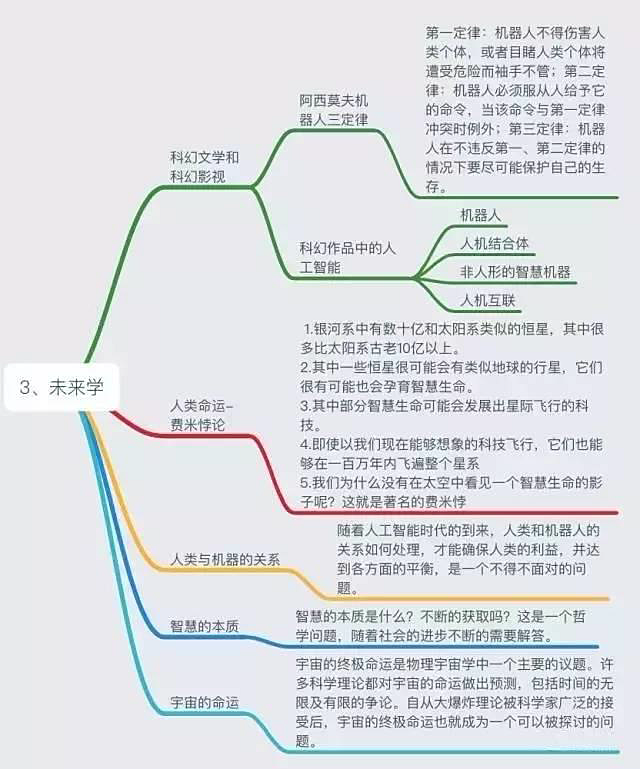 3、未来学
科幻文学和
科幻影视
阿西莫夫机
器人三定律
第一定律：机器人不得伤害人
类个体，或者目睹人类个体将
遭受危险而袖手不管；第二定
律：机器人必须服从人给予它
的命令，当该命令与第一定律
冲突时例外；第三定律：机器
人在不违反第一、第二定律的
情况下要尽可能保护自己的生
存。
科幻作品中的人
工智能
机器人
人机结合体
非人形的智慧机器
人机互联
人类命运-
费米悖论
1.银河系中有数十亿和太阳系类似的恒星，其中很
多比太阳系古老10亿以上。
2.其中一些恒星很可能会有类似地球的行星，它们
很有可能也会孕育智慧生命。
3.其中部分智慧生命可能会发展出星际飞行的科
技。
4.即使以我们现在能够想象的科技飞行，它们也能
够在一百万年内飞遍整个星系
5.我们为什么没有在太空中看见一个智慧生命的影
子呢？这就是著名的费米悖
人类与机器的关系
随着人工智能时代的到来，人类和机器人的
关系如何处理，才能确保人类的利益，并达
到各方面的平衡，是一个不得不面对的问
题。
智慧的本质
智慧的本质是什么？不断的获取吗？这是一个哲
学问题，随着社会的进步不断的需要解答。
宇宙的命运
宇宙的终极命运是物理宇宙学中一个主要的议题。许
多科学理论都对宇宙的命运做出预测，包括时间的无
限及有限的争论。自从大爆炸理论被科学家广泛的接
受后，宇宙的终极命运也就成为一个可以被探讨的问
题。